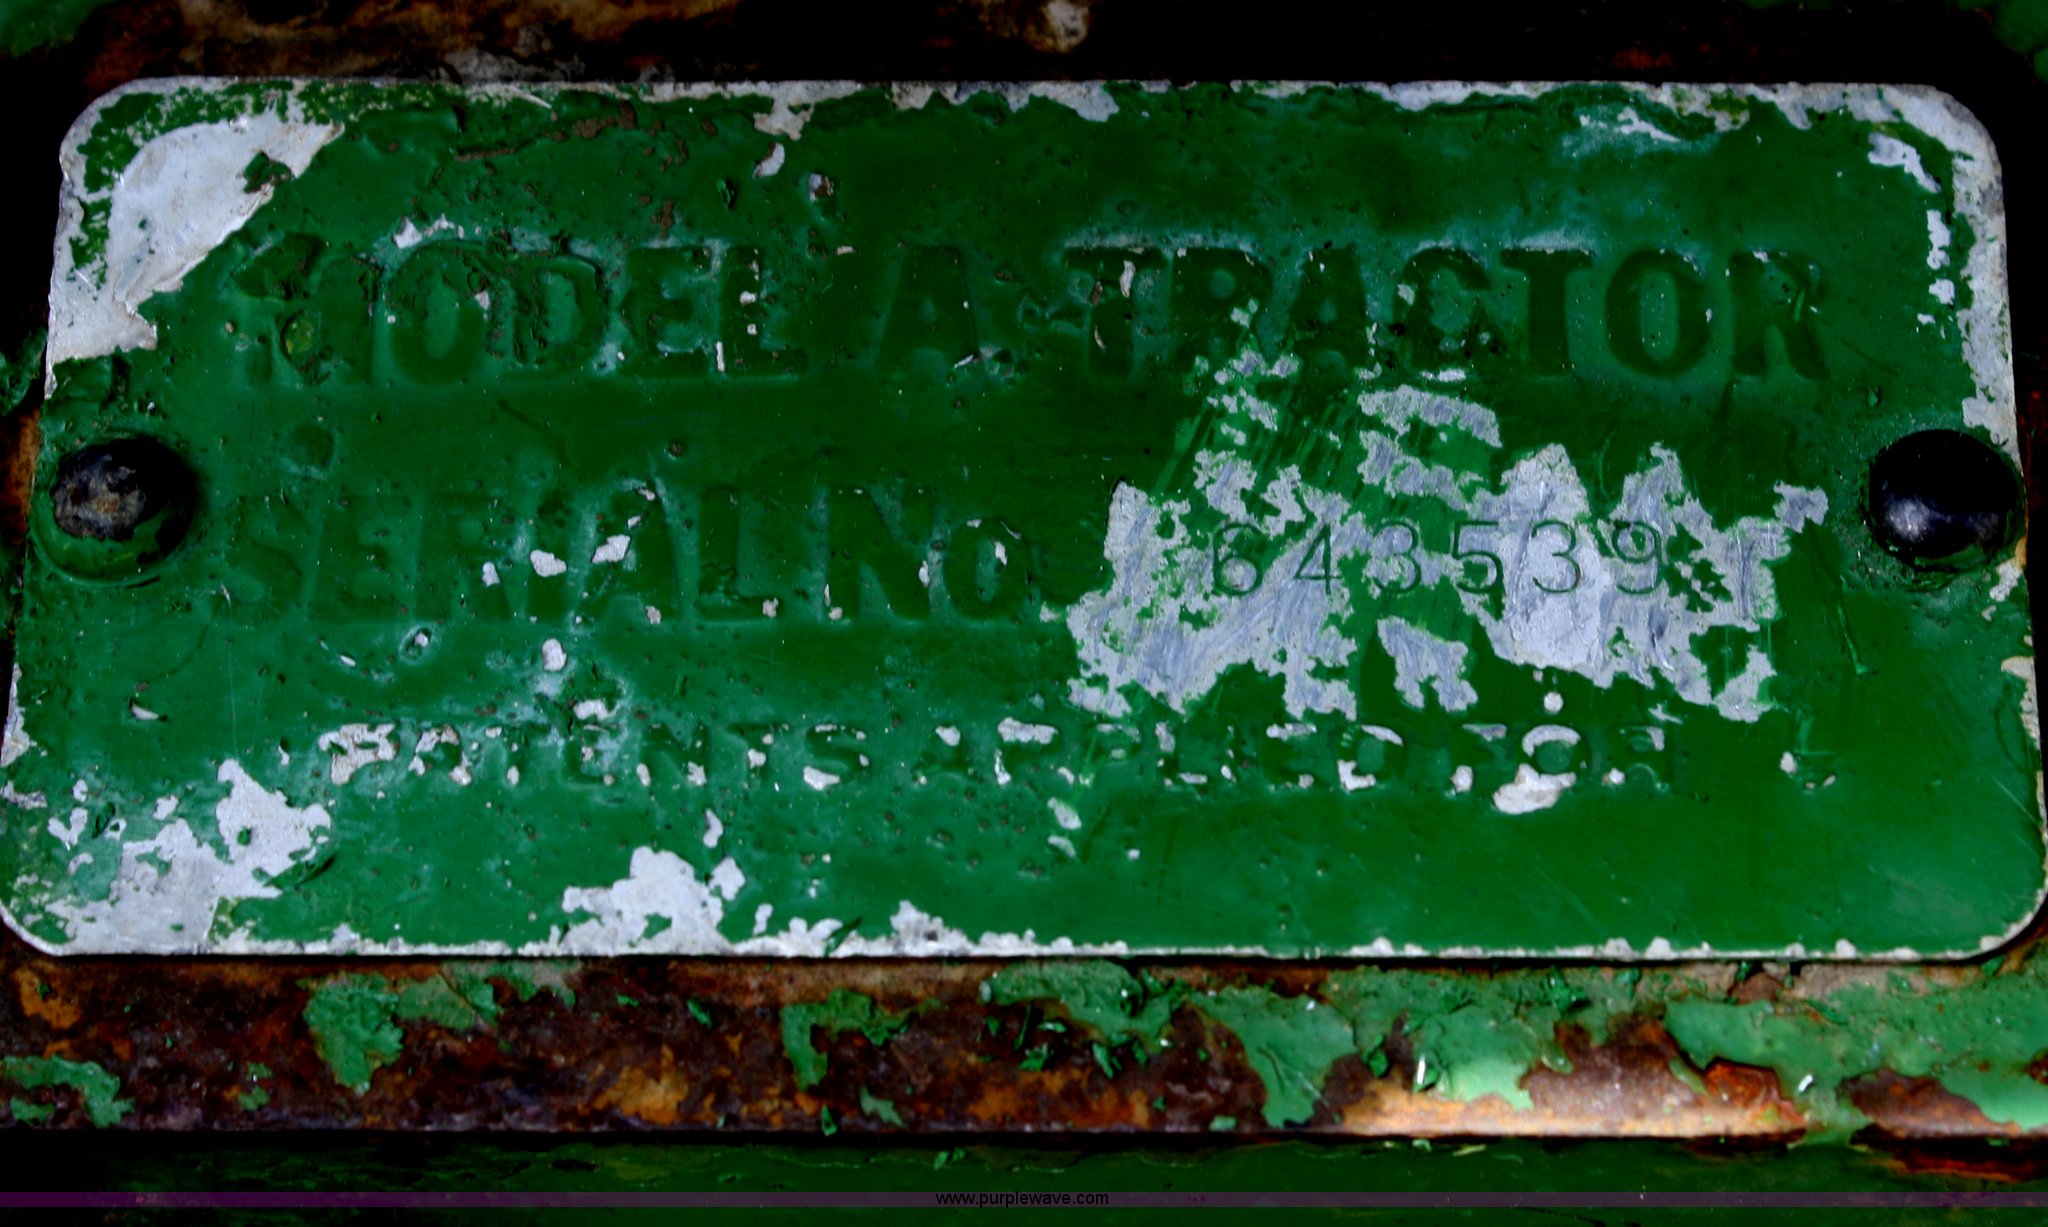 MODEL A TRACTOR
SERIAL No 643539
PATENTS APPLIED FOR
www.purplewave.com